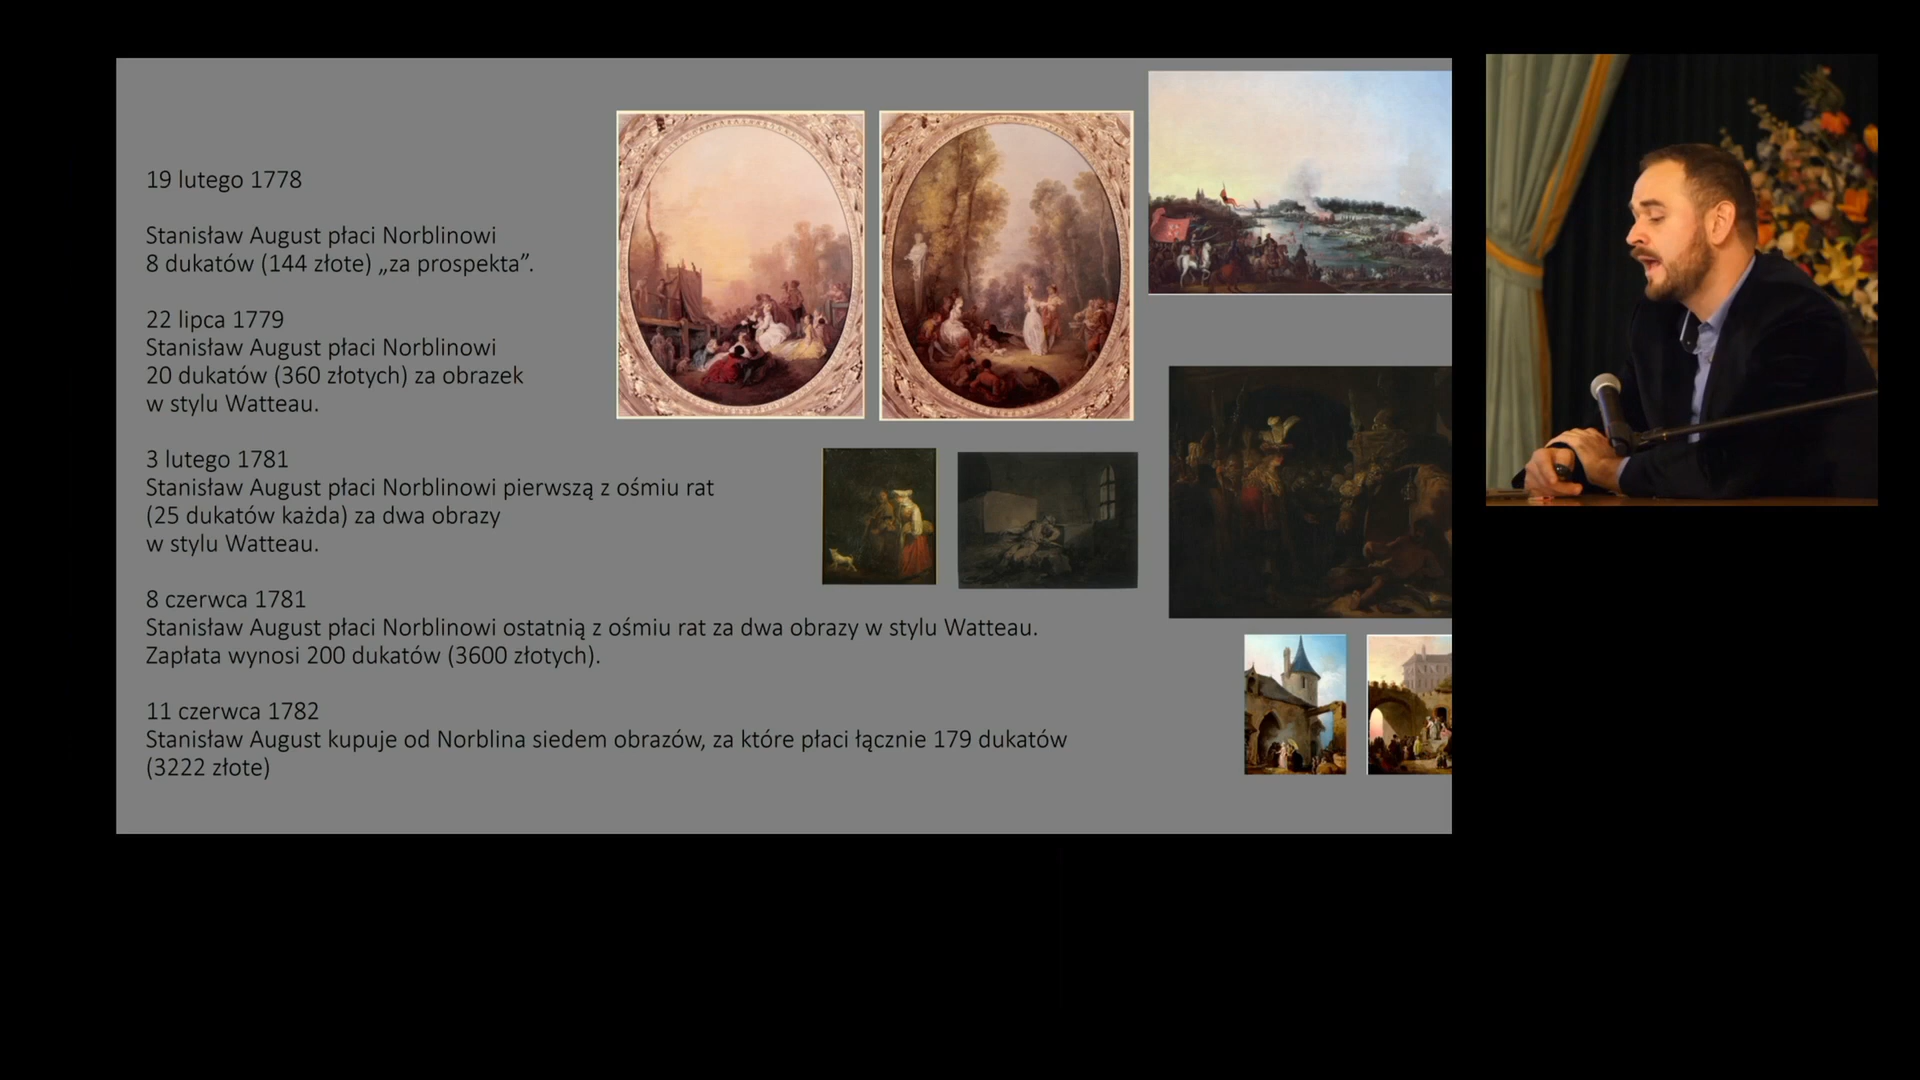 19 lutego 1778
Stanisław August płaci Norblinowi
8 dukatów (144 złote) „za prospekta”.
22 lipca 1779
Stanisław August płaci Norblinowi
20 dukatów (360 złotych) za obrazek
w stylu Watteau.
3 lutego 1781
Stanisław August płaci Norblinowi pierwszą z ośmiu rat
(25 dukatów każda) za dwa obrazy
w stylu Watteau.
8 czerwca 1781
Stanisław August płaci Norblinowi ostatnią z ośmiu rat za dwa obrazy w stylu Watteau.
Zapłata wynosi 200 dukatów (3600 złotych).
11 czerwca 1782
Stanisław August kupuje od Norblina siedem obrazów, za które płaci łącznie 179 dukatów
(3222 złote)